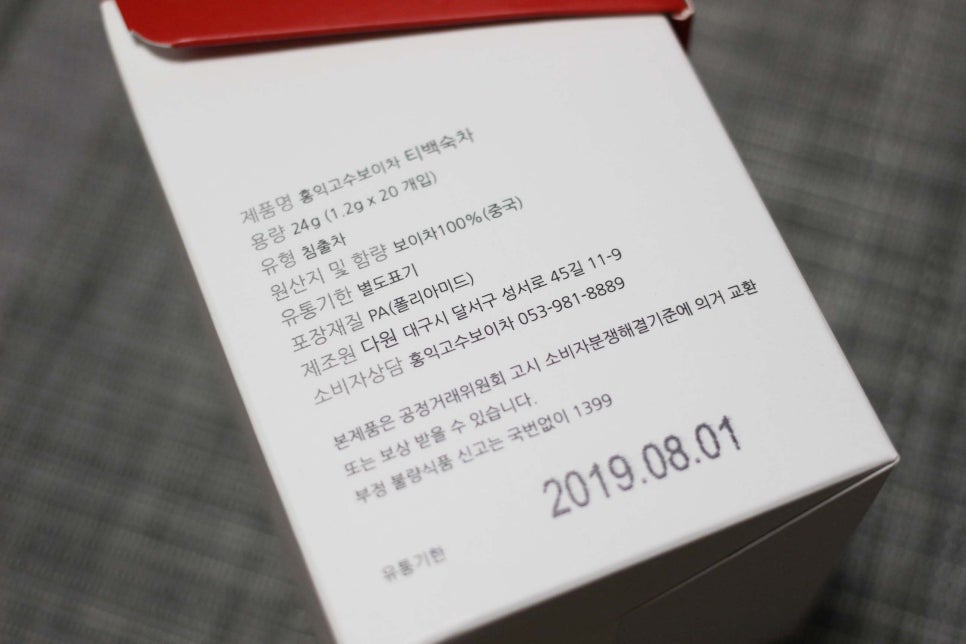 제품명 홍익고수보이차 티백숙차
용량 24g (1.2g x 20 개입)
유형 침출차
원산지 및 함량 보이차100%(중국)
유통기한 별도표기
포장재질 PA(폴리아미드)
제조원 다원 대구시 달서구 성서로 45길 11-9
소비자상담 홍익고수보이차 053-981-8889
본제품은 공정거래위원회 고시 소비자분쟁해결기준에 의거 교환
또는 보상 받을 수 있습니다.
부정 불량식품 신고는 국번없이 1399
2019.08.01
유통기한